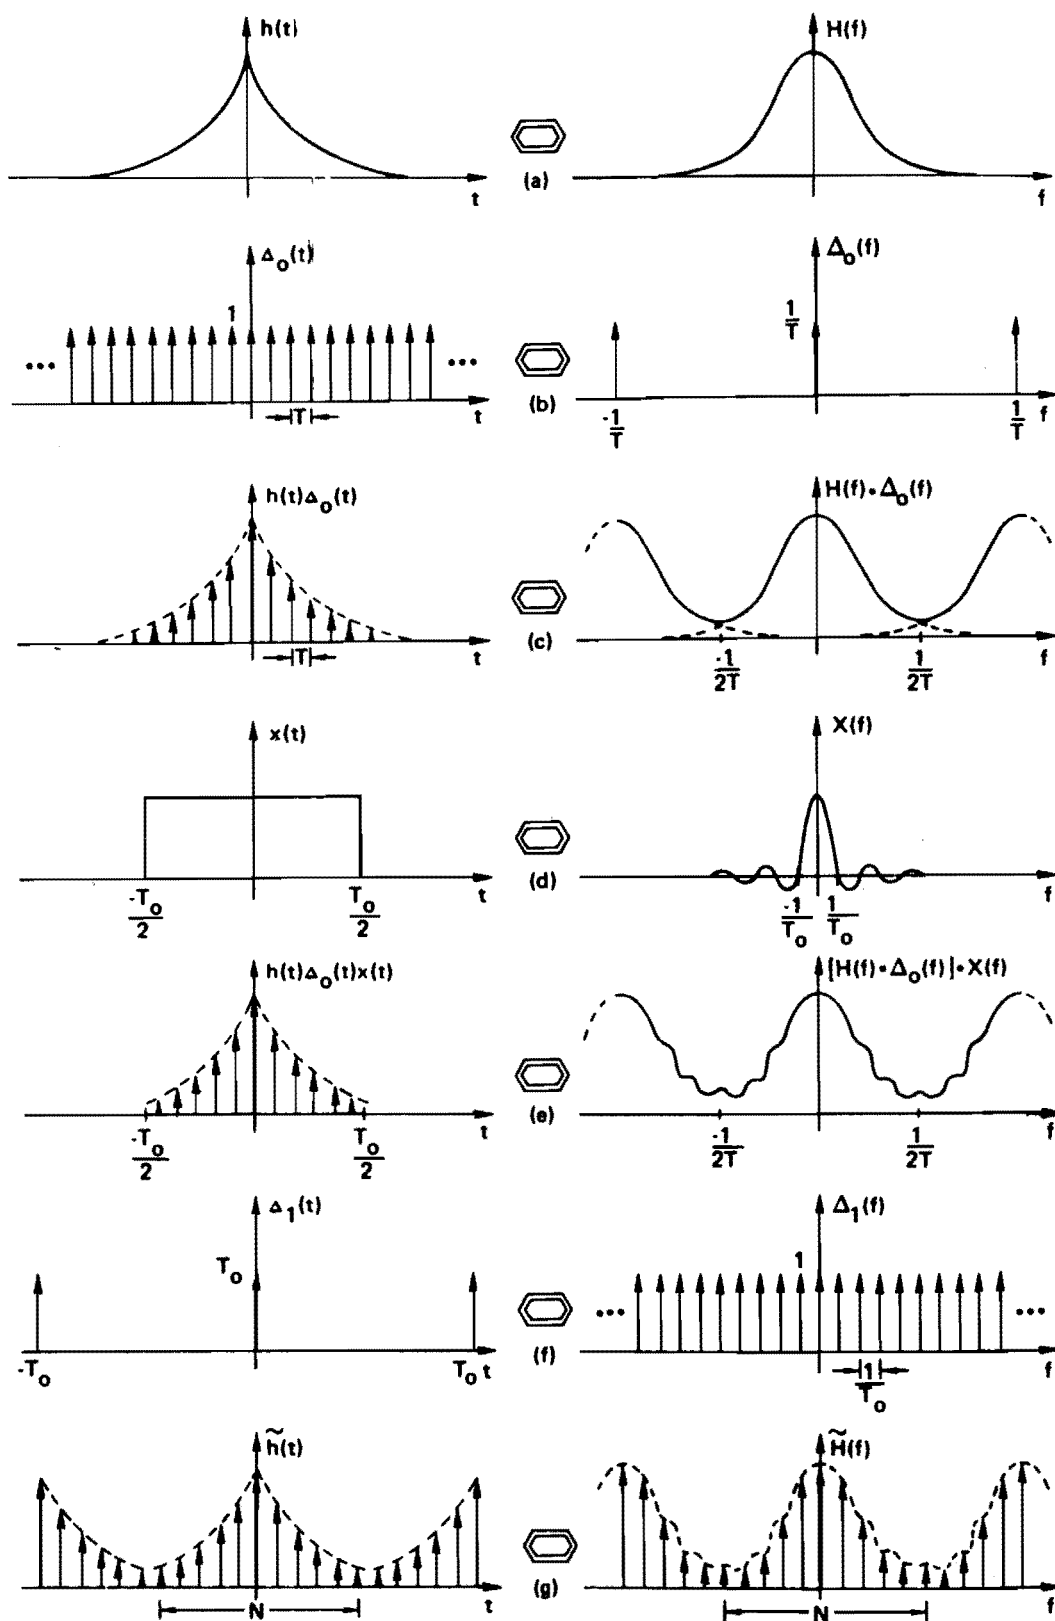 h(t) H(f)
t (a) f
Δo(t) Δo(f)
1 1/T
... ...
T t (b) -1/T 1/T f
h(t)Δo(t) H(f)•Δo(f)
T t (c) -1/2T 1/2T f
x(t) X(f)
-To/2 To/2 t (d) -1/To 1/To f
h(t)Δo(t)x(t) [H(f)•Δo(f)]•X(f)
-To/2 To/2 t (e) -1/2T 1/2T f
Δ1(t) Δ1(f)
To 1
... ...
-To To t (f) 1/To f
h̃(t) H̃(f)
N t (g) N f